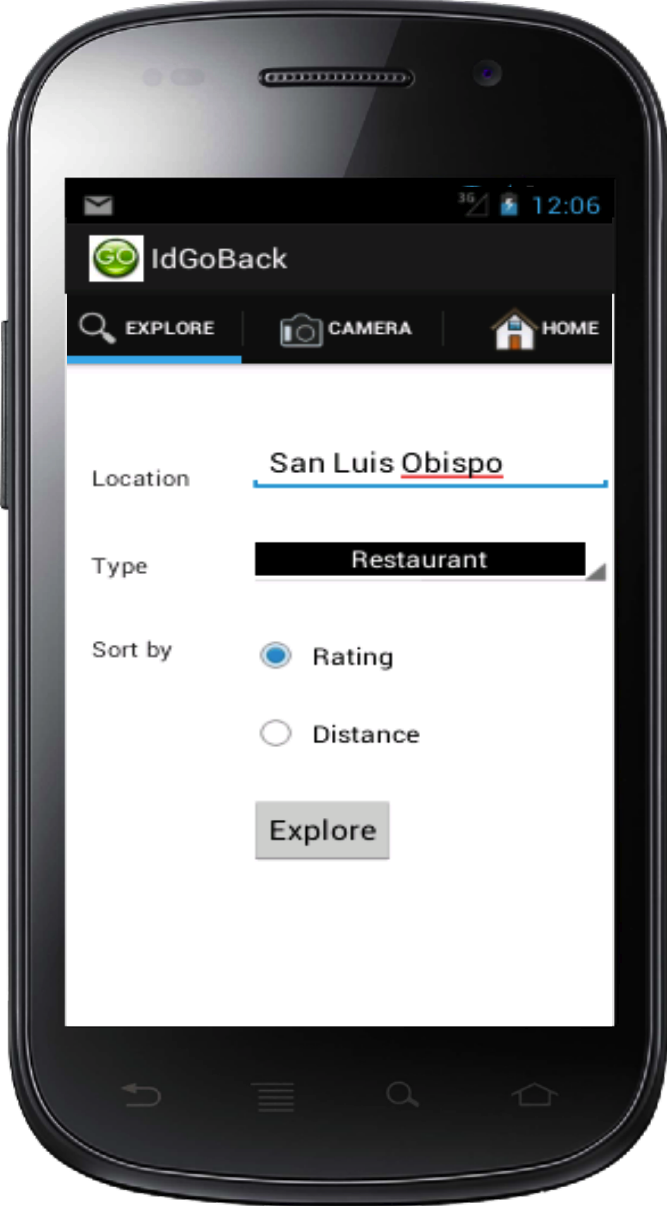 3G 12:06
GO IdGoBack
EXPLORE CAMERA HOME
Location San Luis Obispo
Type Restaurant
Sort by Rating
Distance
Explore